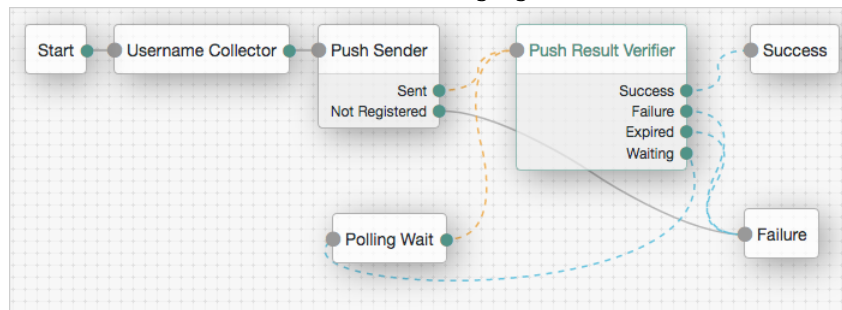 Start
Username Collector
Push Sender
Sent
Not Registered
Push Result Verifier
Success
Failure
Expired
Waiting
Success
Polling Wait
Failure